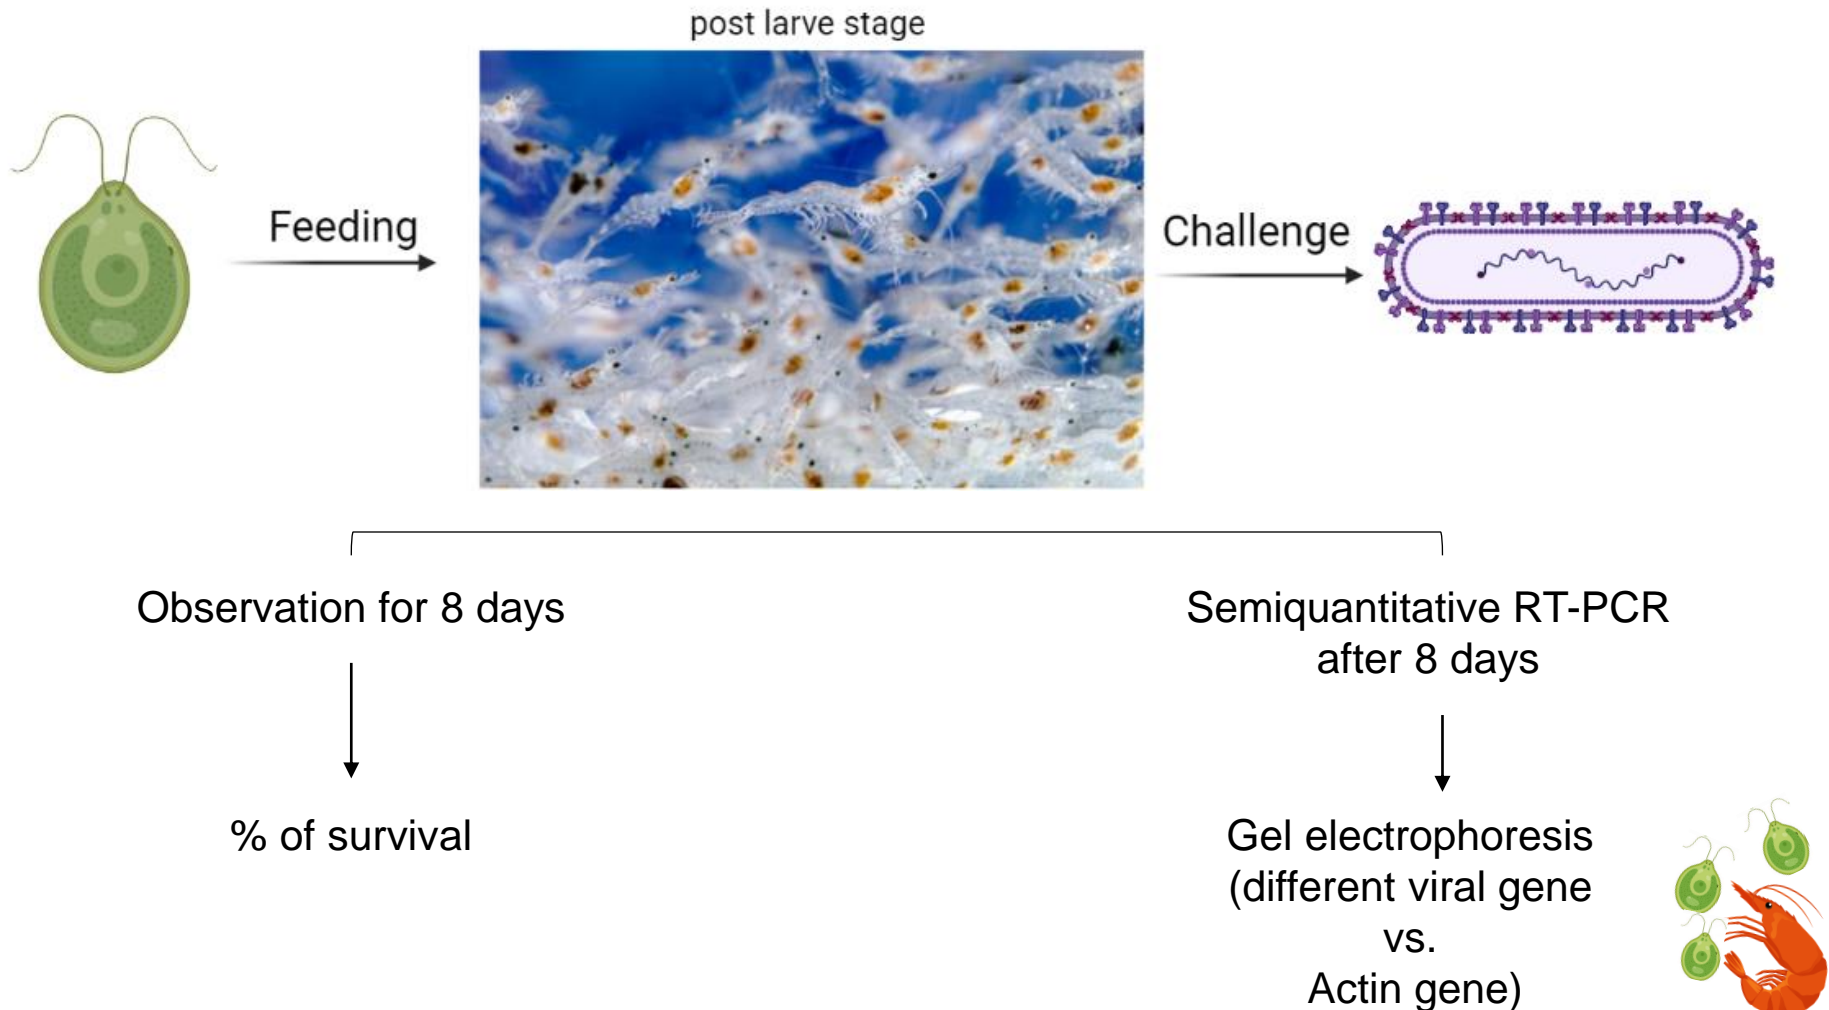 post larve stage
Feeding
Challenge
Observation for 8 days
% of survival
Semiquantitative RT-PCR
after 8 days
Gel electrophoresis
(different viral gene
vs.
Actin gene)